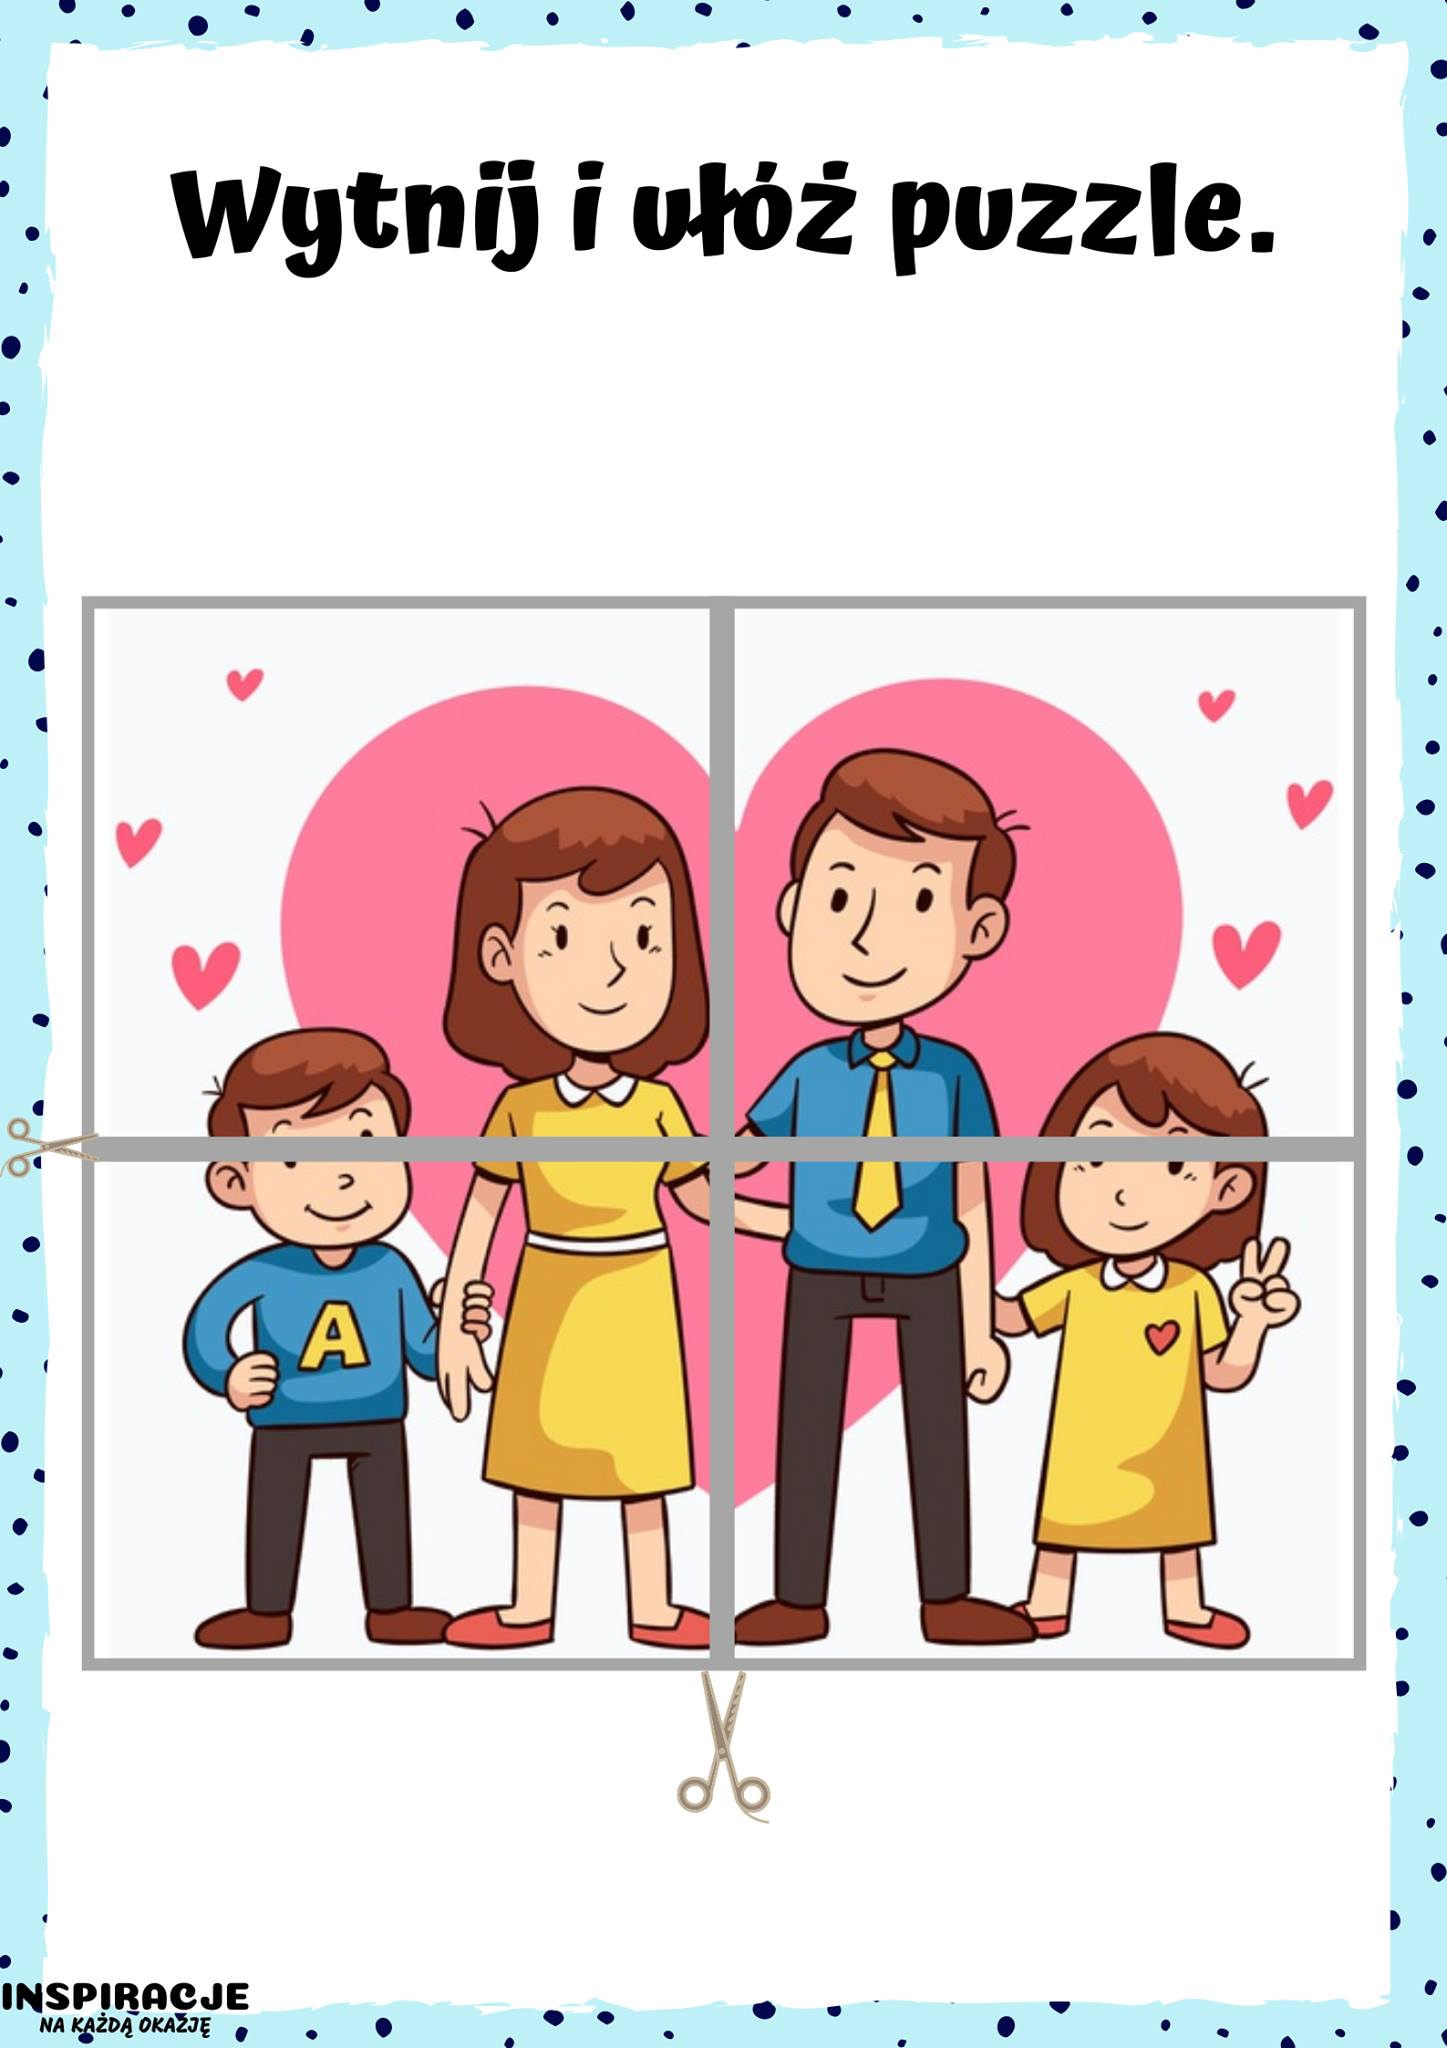 Wytnij i ułóż puzzle.
A
INSPIRACJE
NA KAŻDĄ OKAZJĘ